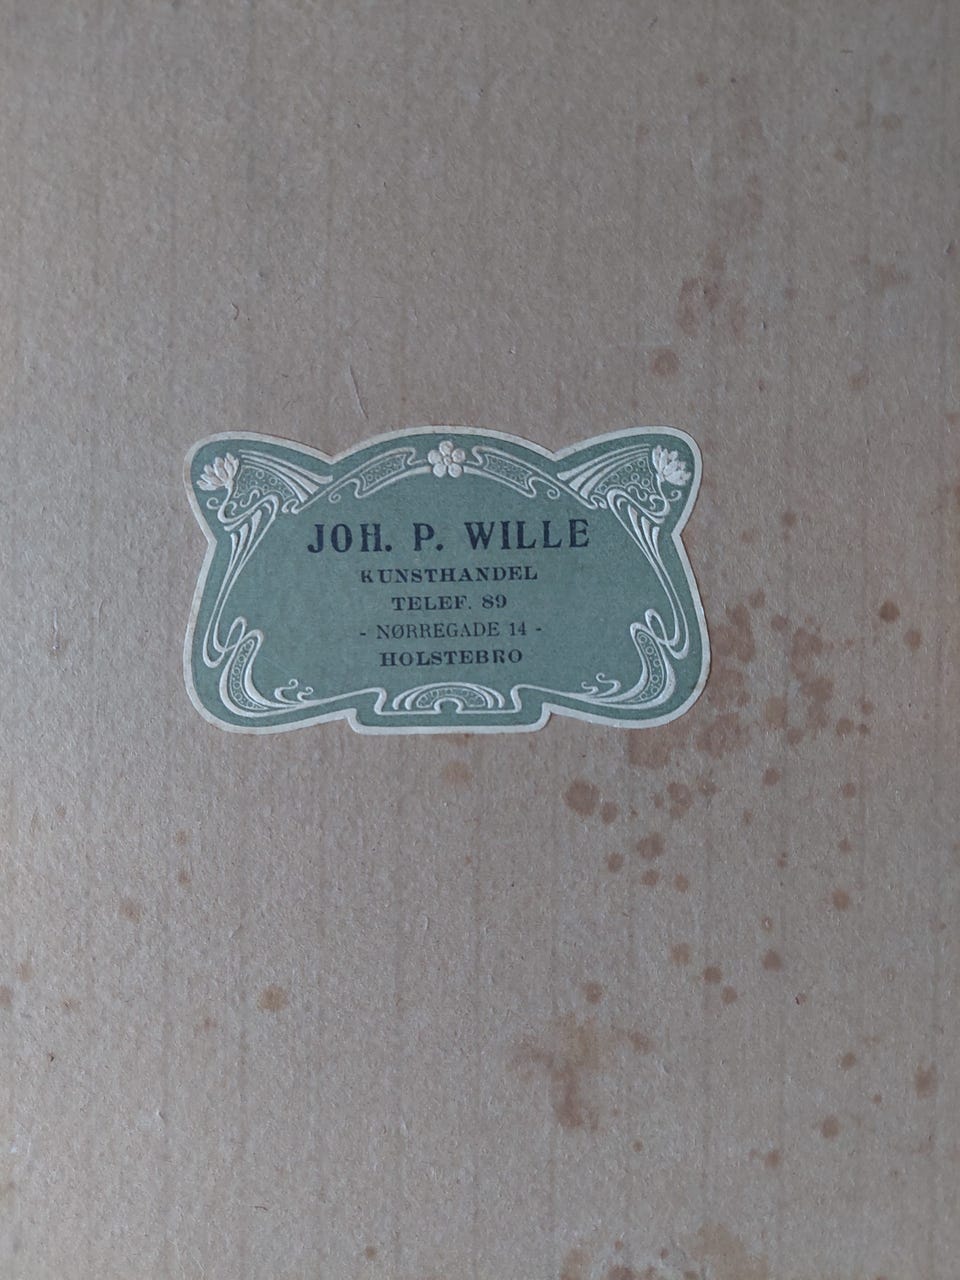 JOH. P. WILLE
KUNSTHANDEL
TELEF. 89
- NØRREGADE 14 -
HOLSTEBRO